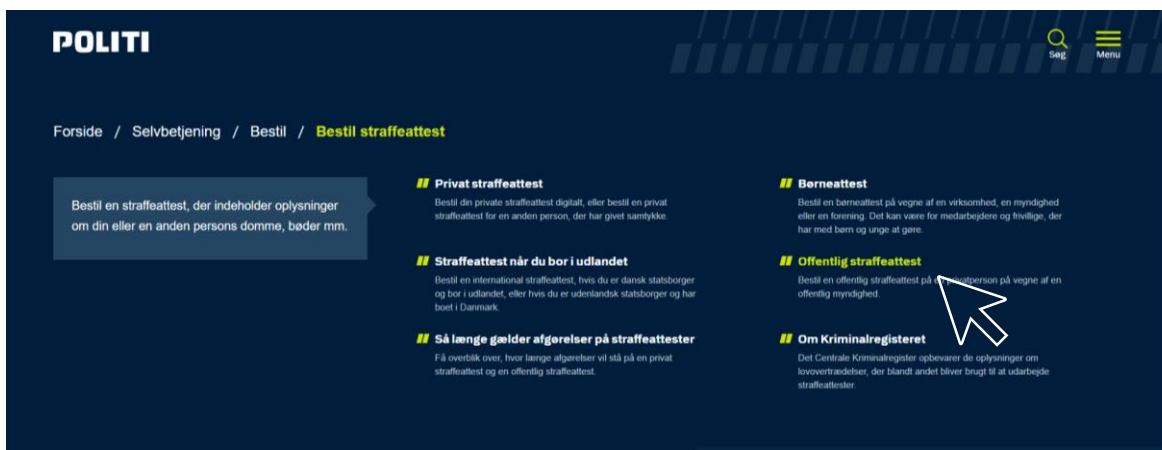 POLITI
Søg
Menu
Forside / Selvbetjening / Bestil / Bestil straffeattest
Bestil en straffeattest, der indeholder oplysninger
om din eller en anden persons domme, bøder mm.
Privat straffeattest
Bestil din private straffeattest digitalt, eller bestil en privat
straffeattest for en anden person, der har givet samtykke.
Børneattest
Bestil en børneattest på vegne af en virksomhed, en myndighed
eller en forening. Det kan være for medarbejdere og frivillige, der
har med børn og unge at gøre.
Straffeattest når du bor i udlandet
Bestil en international straffeattest, hvis du er dansk statsborger
og bor i udlandet, eller hvis du er udenlandsk statsborger og har
boet i Danmark.
Offentlig straffeattest
Bestil en offentlig straffeattest på en privatperson på vegne af en
offentlig myndighed.
Så længe gælder afgørelser på straffeattester
Få overblik over, hvor længe afgørelser vil stå på en privat
straffeattest og en offentlig straffeattest.
Om Kriminalregisteret
Det Centrale Kriminalregister opbevarer de oplysninger om
lovovertrædelser, der blandt andet bliver brugt til at udarbejde
straffeattester.